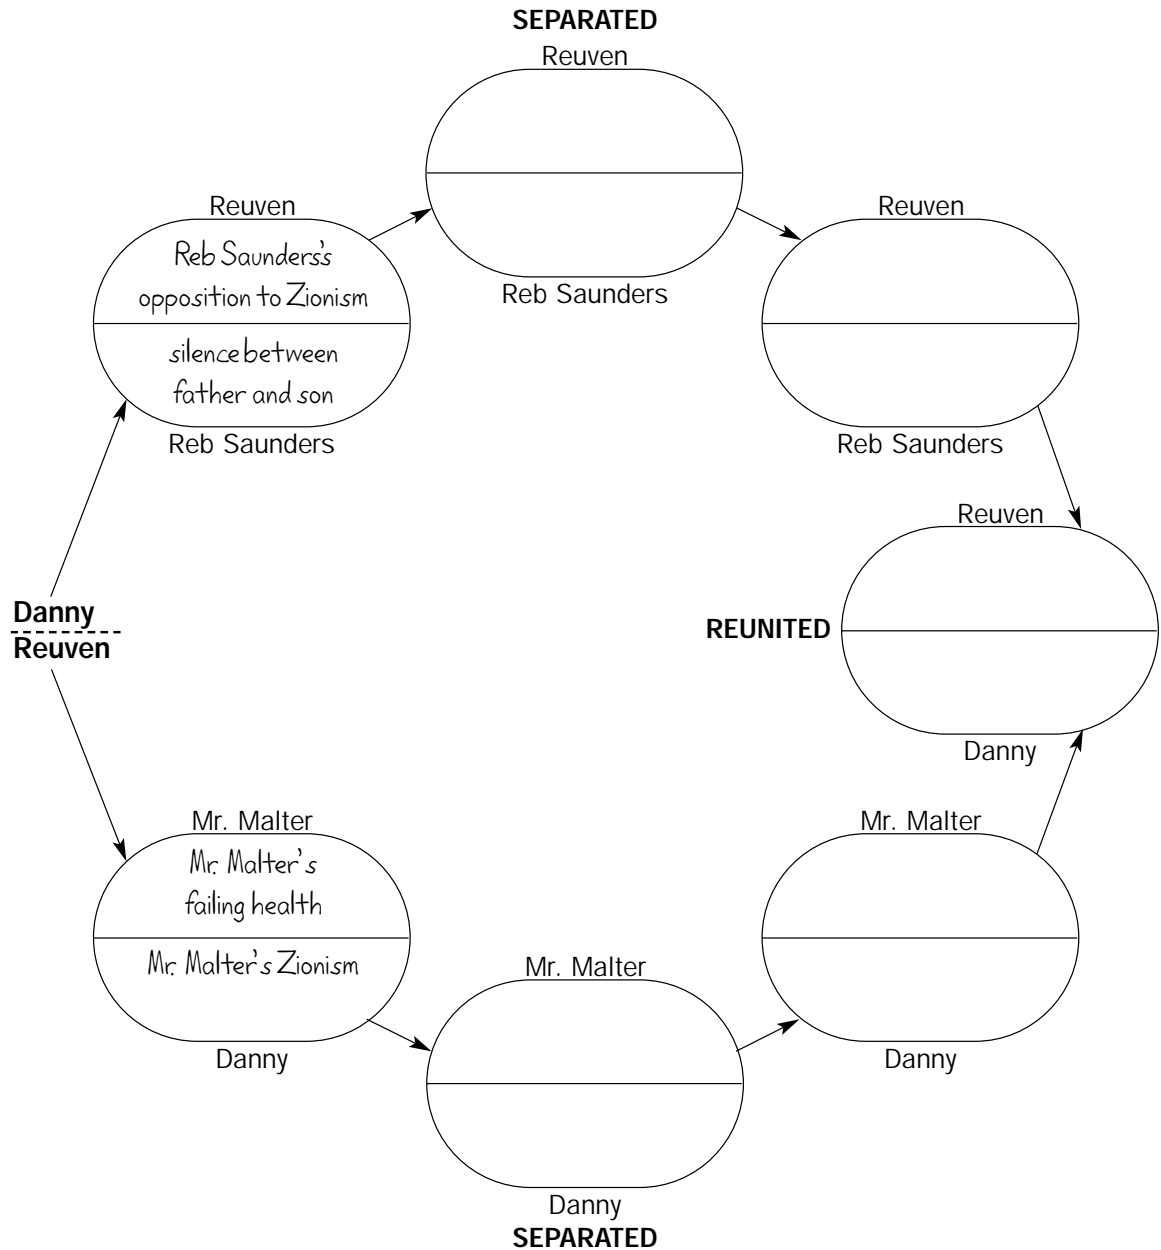 SEPARATED
Reuven
Reuven
Reb Saunders's
opposition to Zionism
silence between
father and son
Reb Saunders
Reb Saunders
Reuven
Reb Saunders
Danny
Reuven
Reuven
REUNITED
Danny
Mr. Malter
Mr. Malter's
failing health
Mr. Malter's Zionism
Danny
Mr. Malter
Mr. Malter
Danny
Danny
SEPARATED